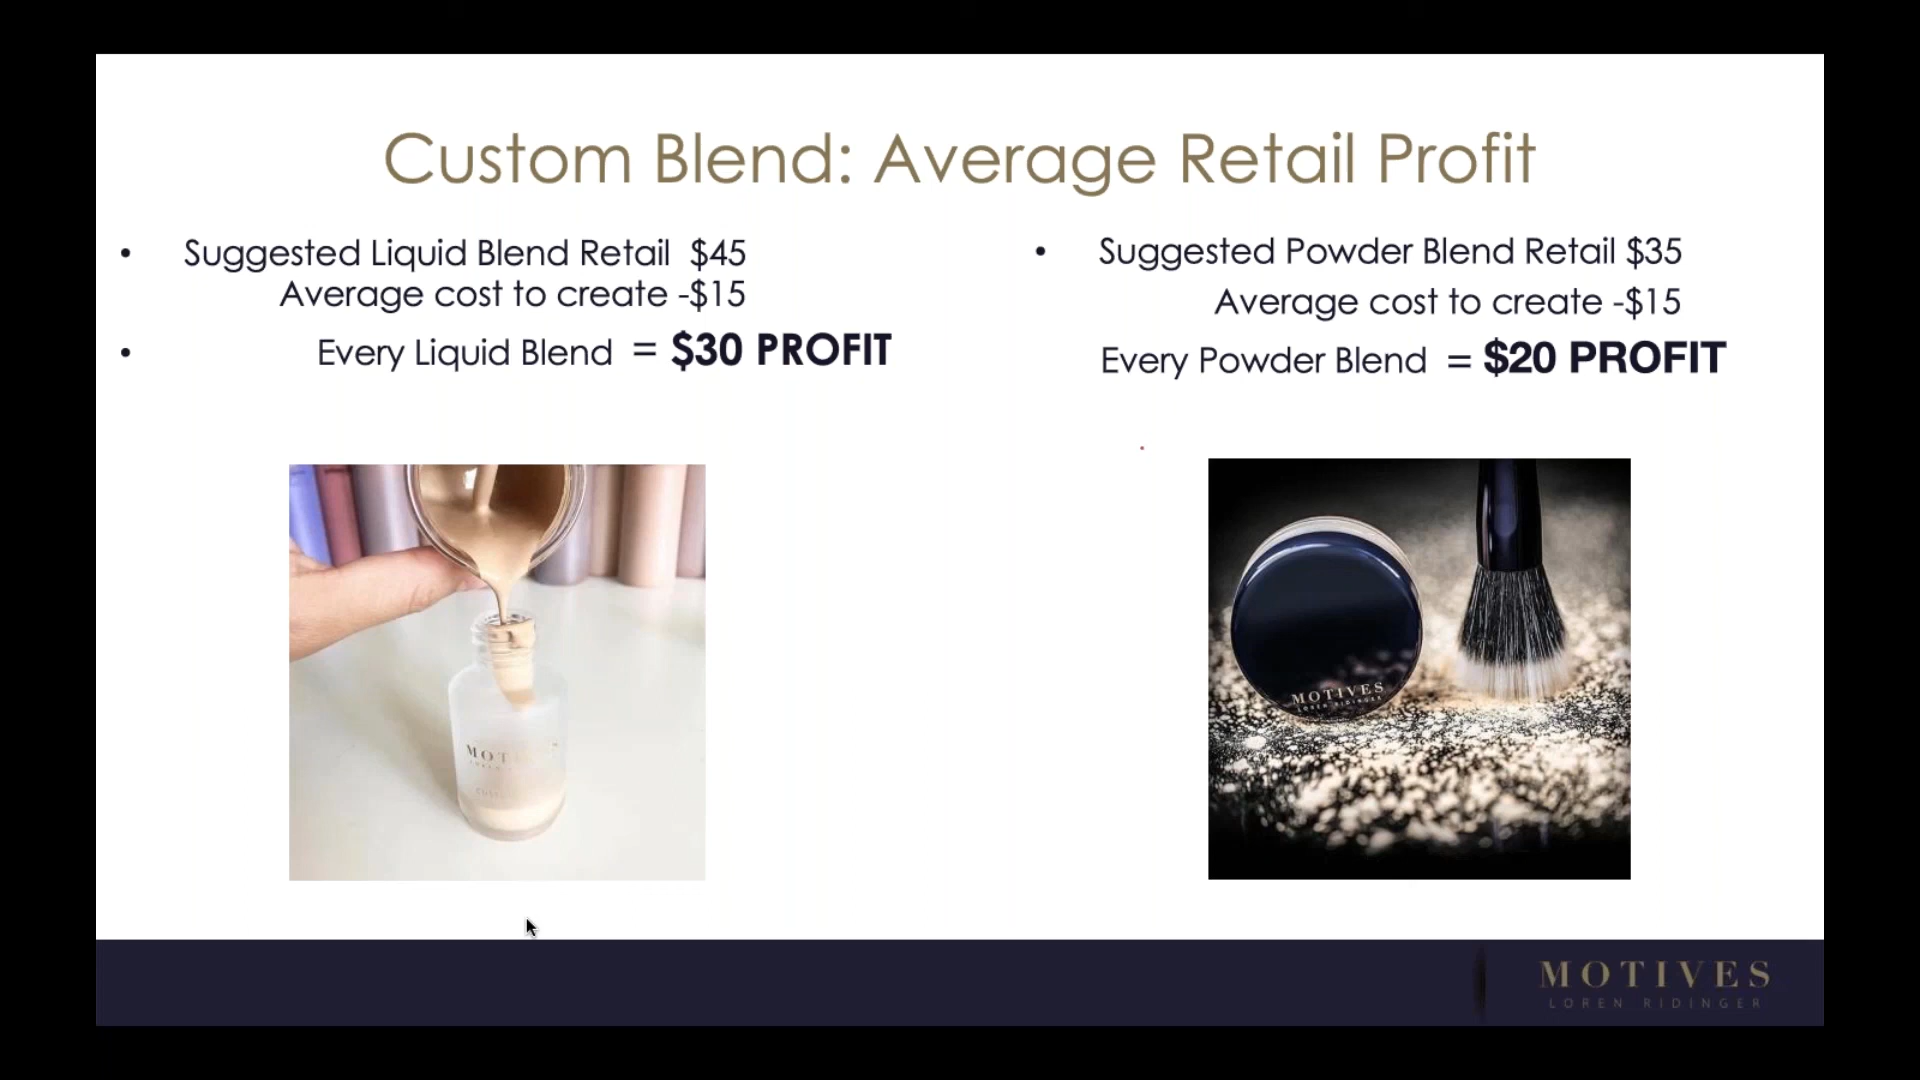 Custom Blend: Average Retail Profit
• Suggested Liquid Blend Retail $45
Average cost to create -$15
• Every Liquid Blend = $30 PROFIT
• Suggested Powder Blend Retail $35
Average cost to create -$15
Every Powder Blend = $20 PROFIT
MOTIVES
LOREN RIDINGER
MOTIVES
LOREN RIDINGER